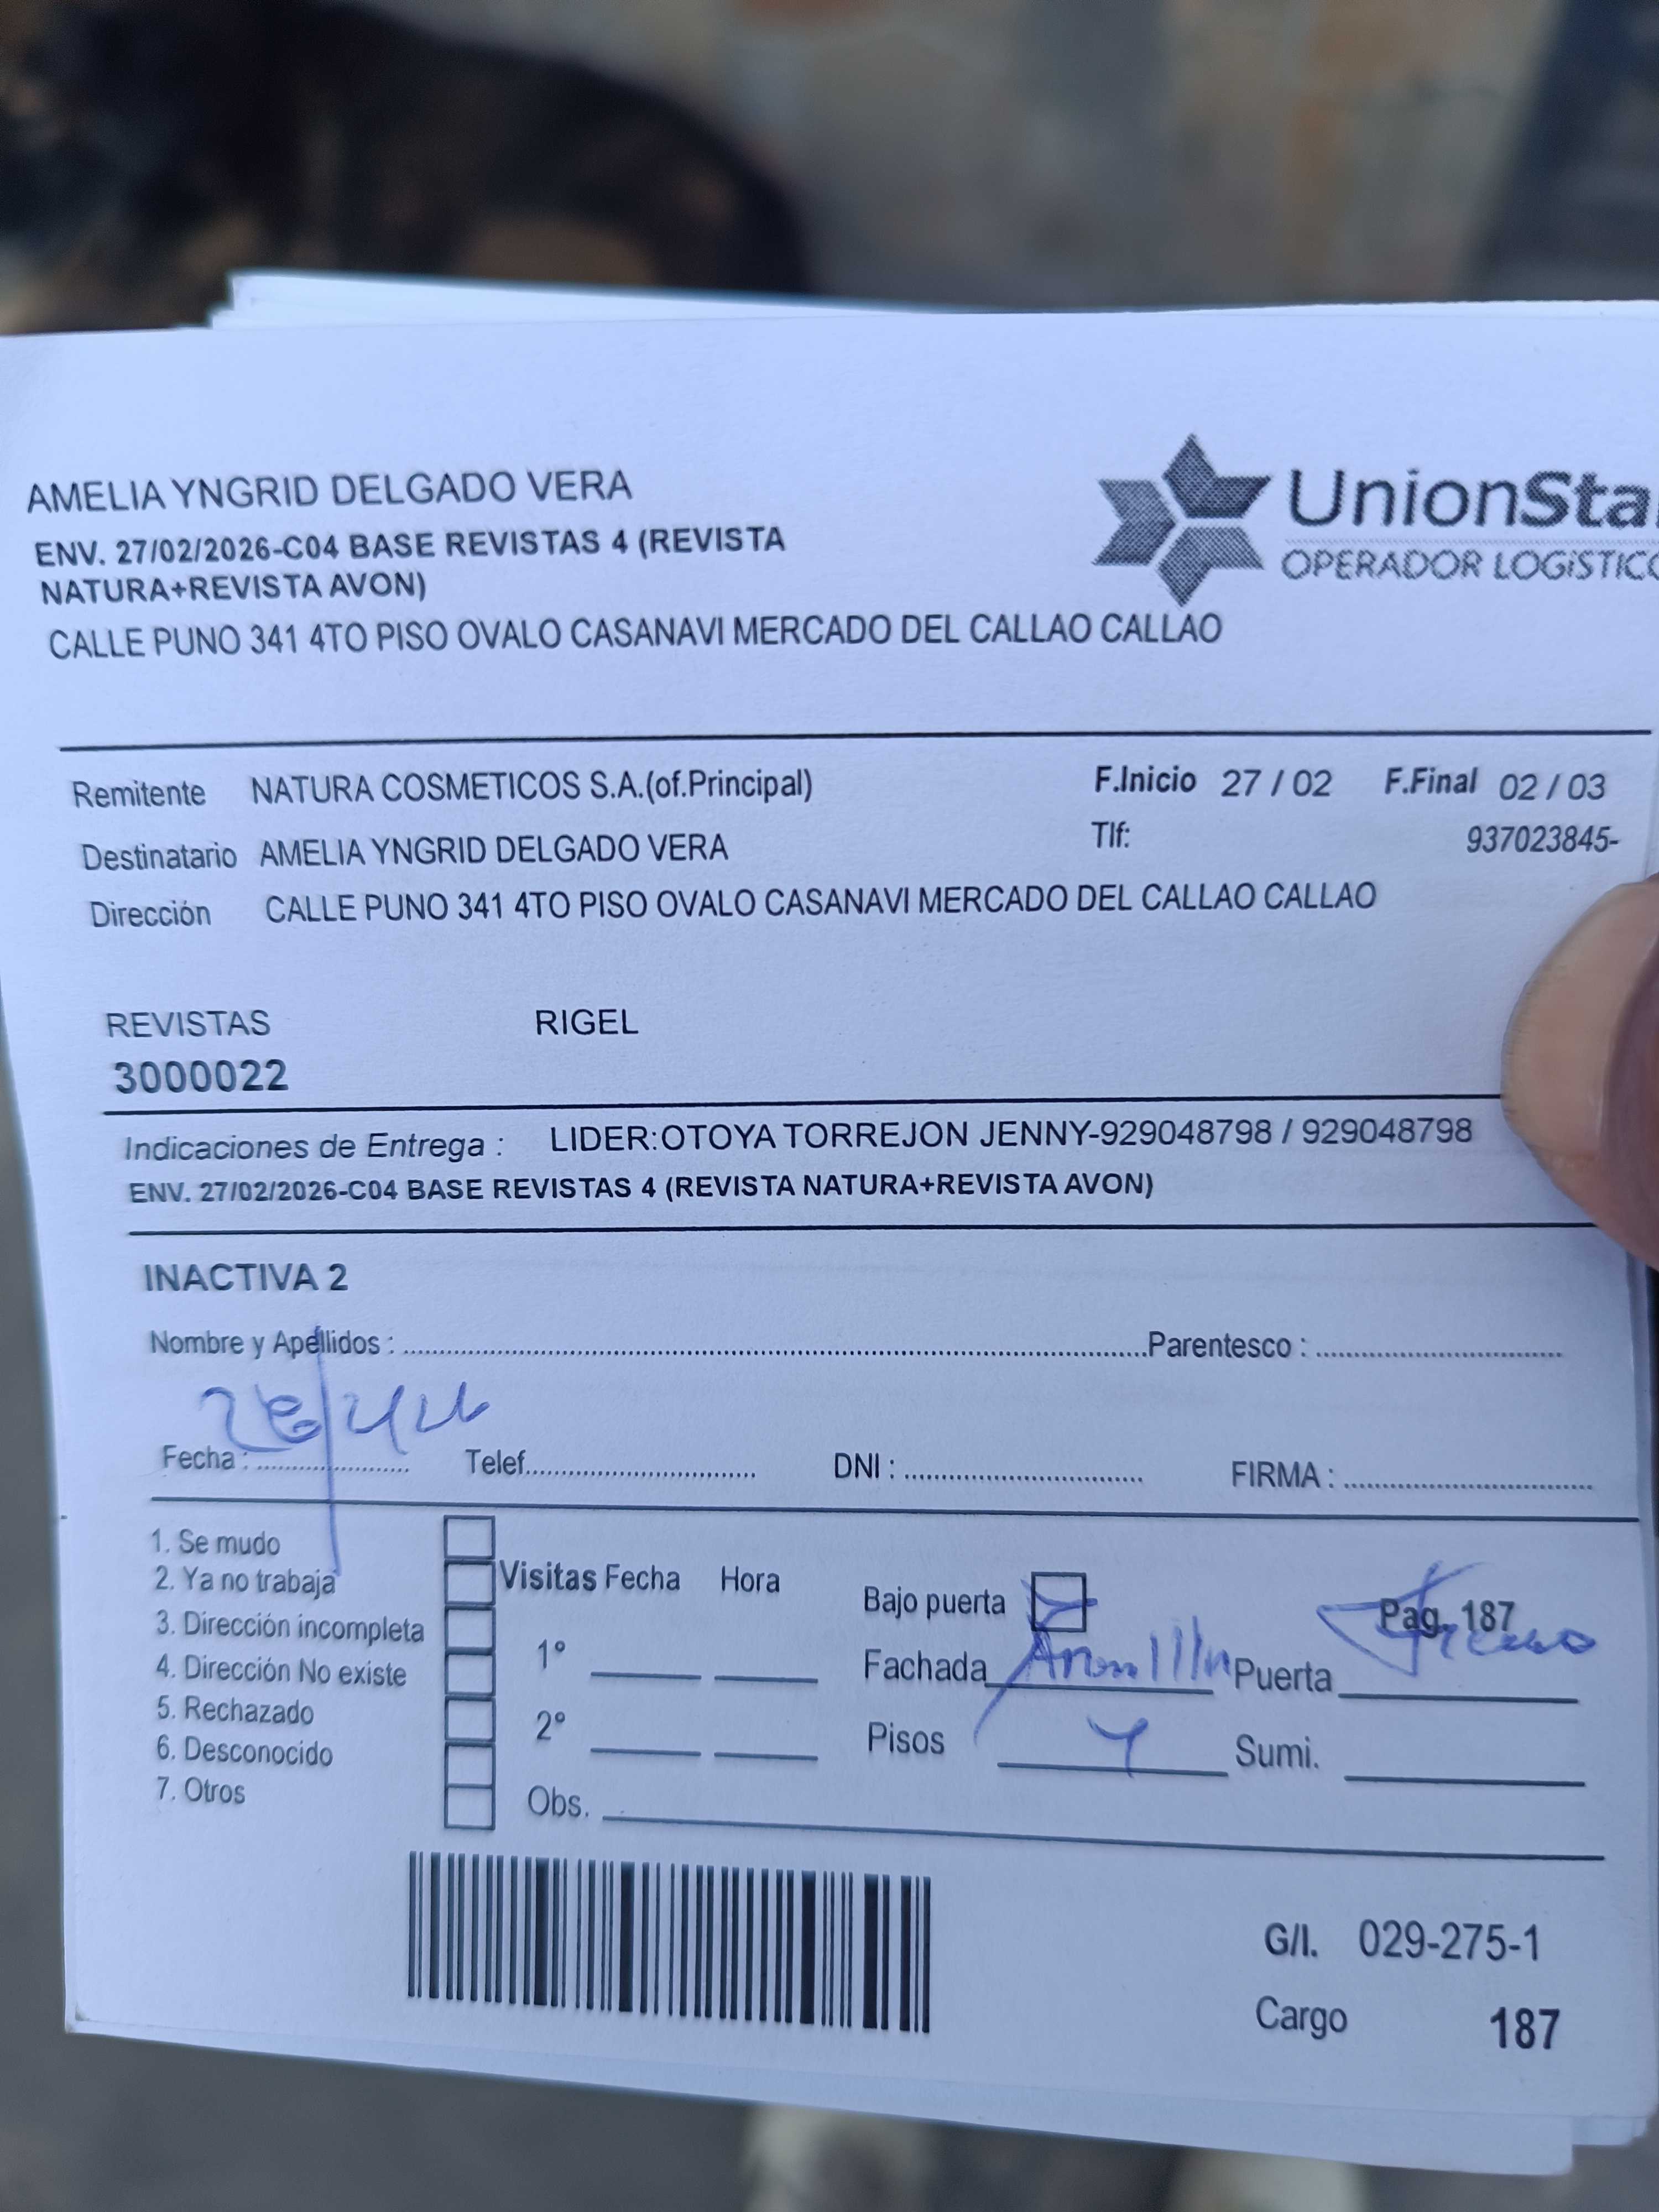 AMELIA YNGRID DELGADO VERA
ENV. 27/02/2026-C04 BASE REVISTAS 4 (REVISTA
NATURA+REVISTA AVON)
CALLE PUNO 341 4TO PISO OVALO CASANAVI MERCADO DEL CALLAO CALLAO
UnionSta
OPERADOR LOGÍSTICO
Remitente NATURA COSMETICOS S.A.(of.Principal) F.Inicio 27 / 02 F.Final 02 / 03
Destinatario AMELIA YNGRID DELGADO VERA Tlf: 937023845-
Dirección CALLE PUNO 341 4TO PISO OVALO CASANAVI MERCADO DEL CALLAO CALLAO
REVISTAS RIGEL
3000022
Indicaciones de Entrega : LIDER:OTOYA TORREJON JENNY-929048798 / 929048798
ENV. 27/02/2026-C04 BASE REVISTAS 4 (REVISTA NATURA+REVISTA AVON)
INACTIVA 2
Nombre y Apellidos : Parentesco :
Fecha : Telef. DNI : FIRMA :
1. Se mudo
2. Ya no trabaja
3. Dirección incompleta
4. Dirección No existe
5. Rechazado
6. Desconocido
7. Otros
Visitas Fecha Hora
1°
2°
Obs.
Bajo puerta Pag. 187
Fachada Puerta
Pisos 4 Sumi.
G/I. 029-275-1
Cargo 187